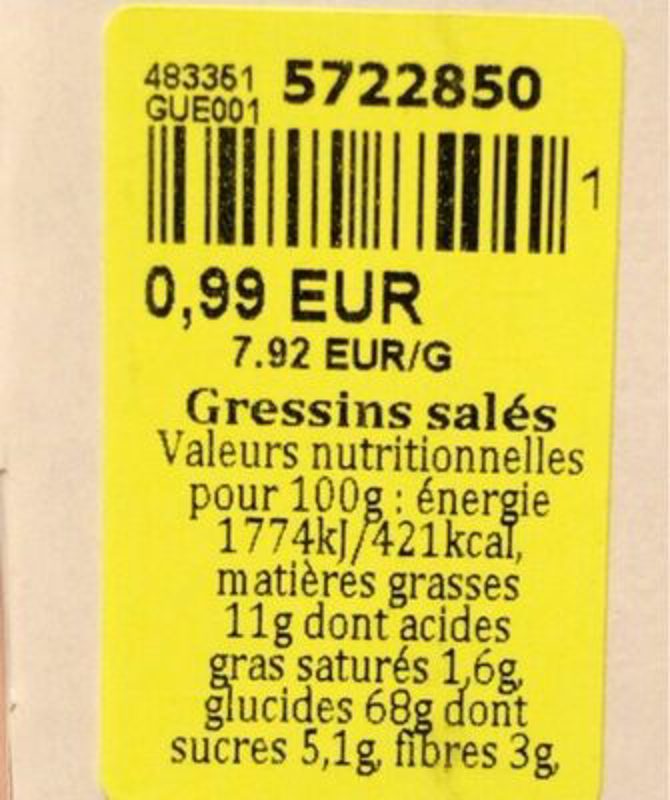 483351 5722850
GUE001
1
0,99 EUR
7.92 EUR/G
Gressins salés
Valeurs nutritionnelles
pour 100g : énergie
1774kJ/421kcal,
matières grasses
11g dont acides
gras saturés 1,6g,
glucides 68g dont
sucres 5,1g, fibres 3g,